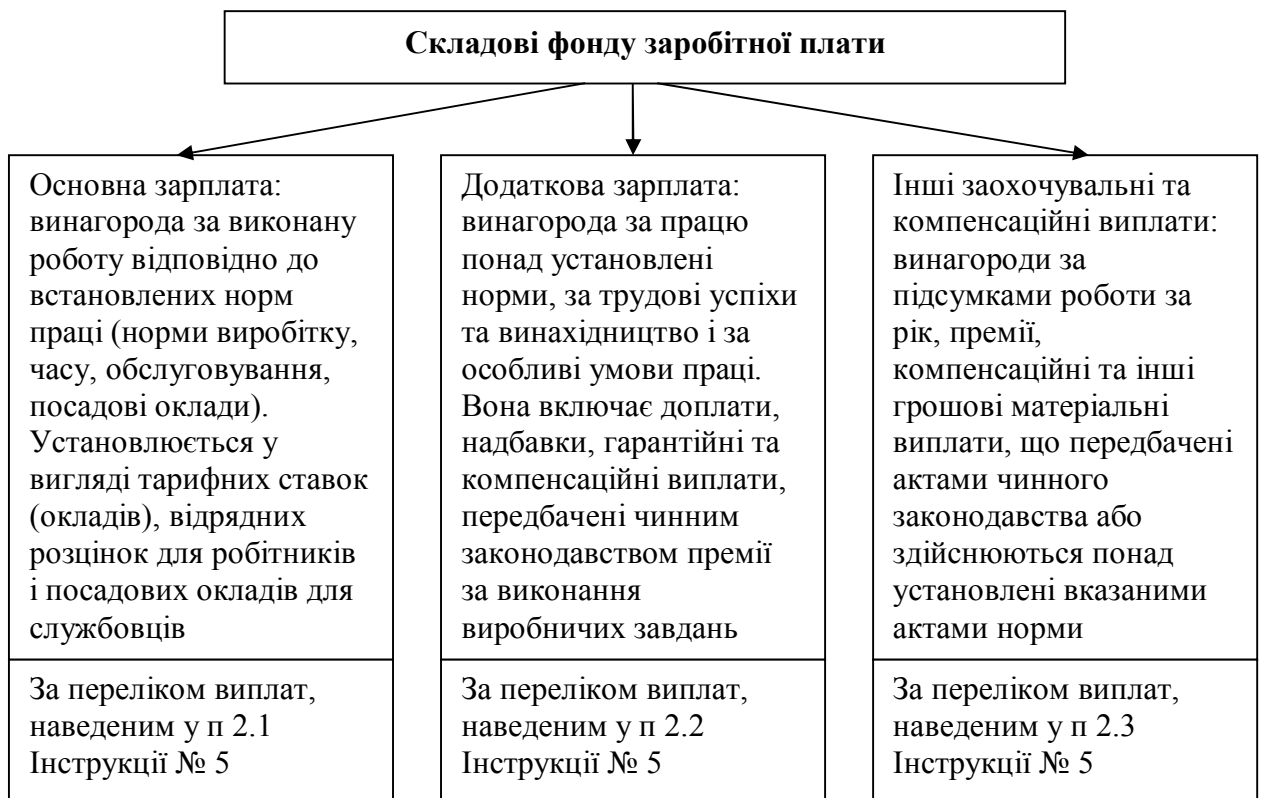 Складові фонду заробітної плати
Основна зарплата:
винагорода за виконану
роботу відповідно до
встановлених норм
праці (норми виробітку,
часу, обслуговування,
посадові оклади).
Установлюється у
вигляді тарифних ставок
(окладів), відрядних
розцінок для робітників
і посадових окладів для
службовців
За переліком виплат,
наведеним у п 2.1
Інструкції № 5
Додаткова зарплата:
винагорода за працю
понад установлені
норми, за трудові успіхи
та винахідництво і за
особливі умови праці.
Вона включає доплати,
надбавки, гарантійні та
компенсаційні виплати,
передбачені чинним
законодавством премії
за виконання
виробничих завдань
За переліком виплат,
наведеним у п 2.2
Інструкції № 5
Інші заохочувальні та
компенсаційні виплати:
винагороди за
підсумками роботи за
рік, премії,
компенсаційні та інші
грошові матеріальні
виплати, що передбачені
актами чинного
законодавства або
здійснюються понад
установлені вказаними
актами норми
За переліком виплат,
наведеним у п 2.3
Інструкції № 5